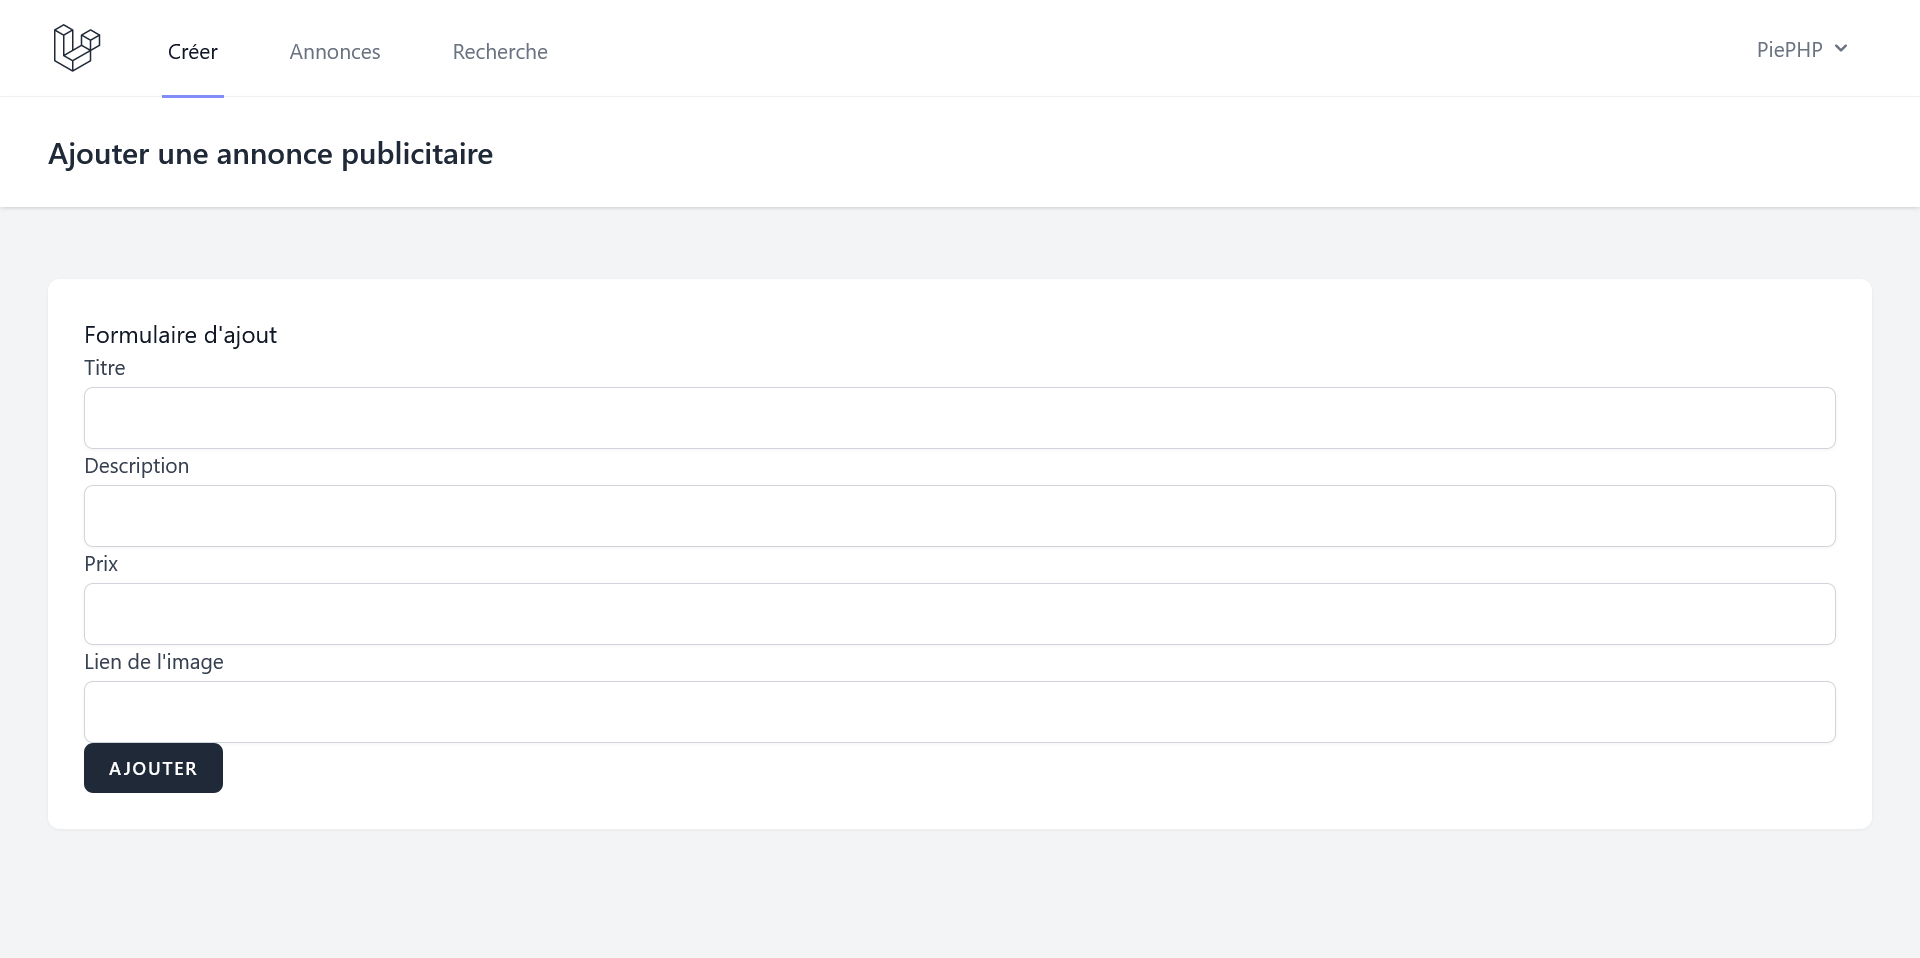 Créer Annonces Recherche PiePHP
Ajouter une annonce publicitaire
Formulaire d'ajout
Titre
Description
Prix
Lien de l'image
AJOUTER